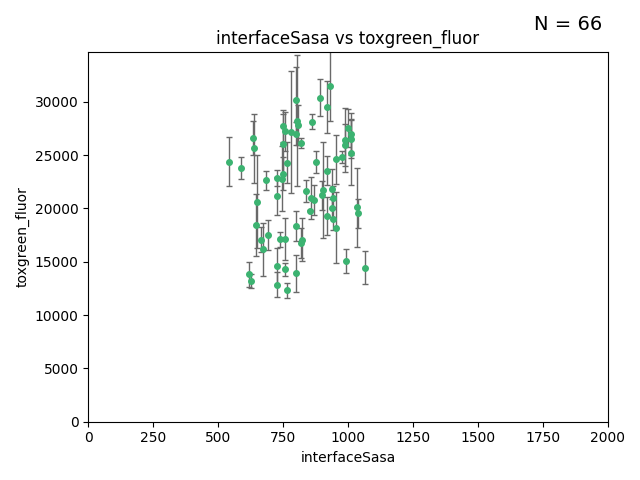 N = 66
interfaceSasa vs toxgreen_fluor
30000
25000
20000
15000
10000
5000
0
toxgreen_fluor
0 250 500 750 1000 1250 1500 1750 2000
interfaceSasa